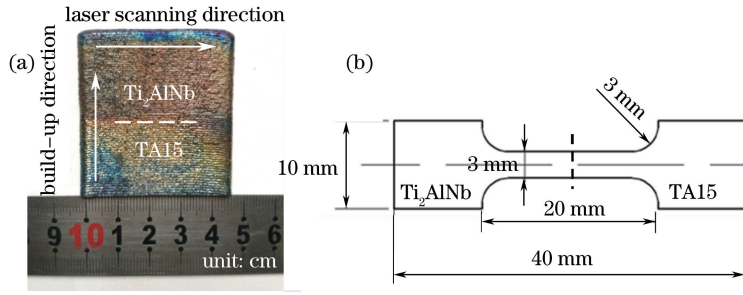 laser scanning direction
(a)
build-up direction
Ti₂AlNb
TA15
9 10 1 2 3 4 5 6
unit: cm
(b)
3 mm
10 mm
3 mm
Ti₂AlNb
TA15
20 mm
40 mm